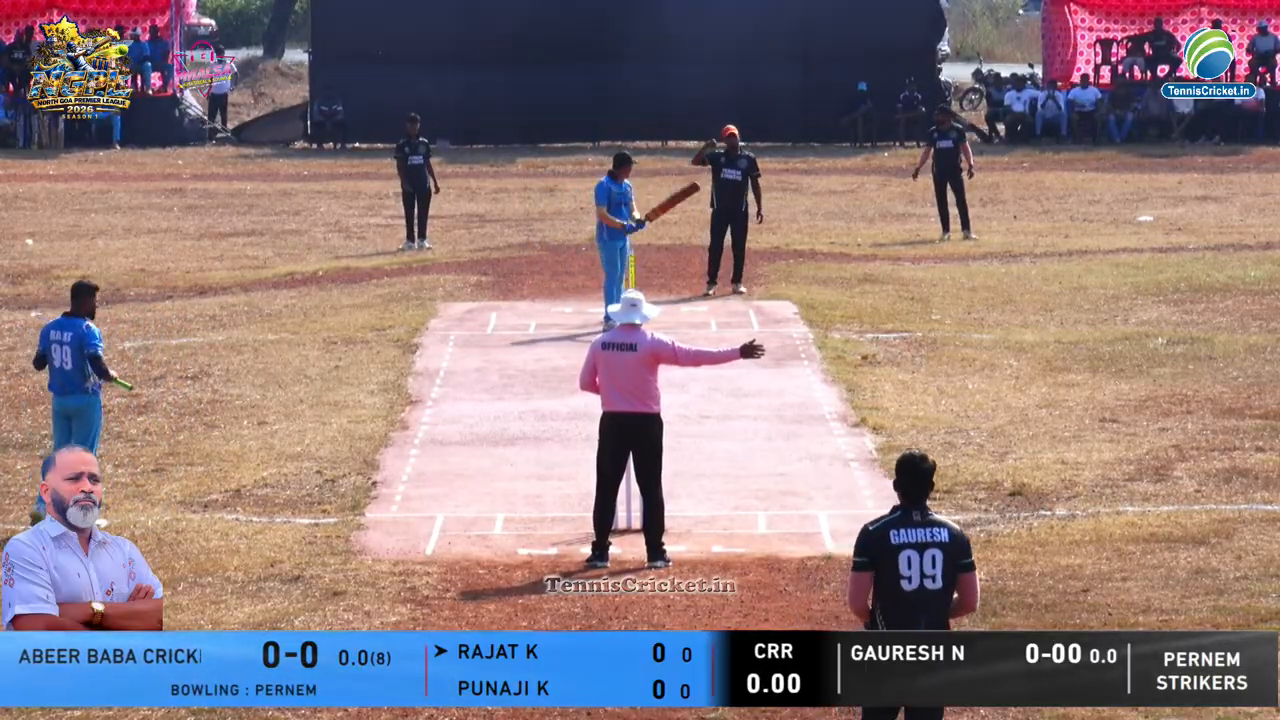 NGPL
NORTH GOA PREMIER LEAGUE
2026
SEASON 1
TennisCricket.in
OFFICIAL
99
GAURESH
99
TennisCricket.in
ABEER BABA CRICK
0-0
0.0(8)
BOWLING : PERNEM
RAJAT K 0 0
PUNAJI K 0 0
CRR
0.00
GAURESH N 0-00 0.0
PERNEM
STRIKERS